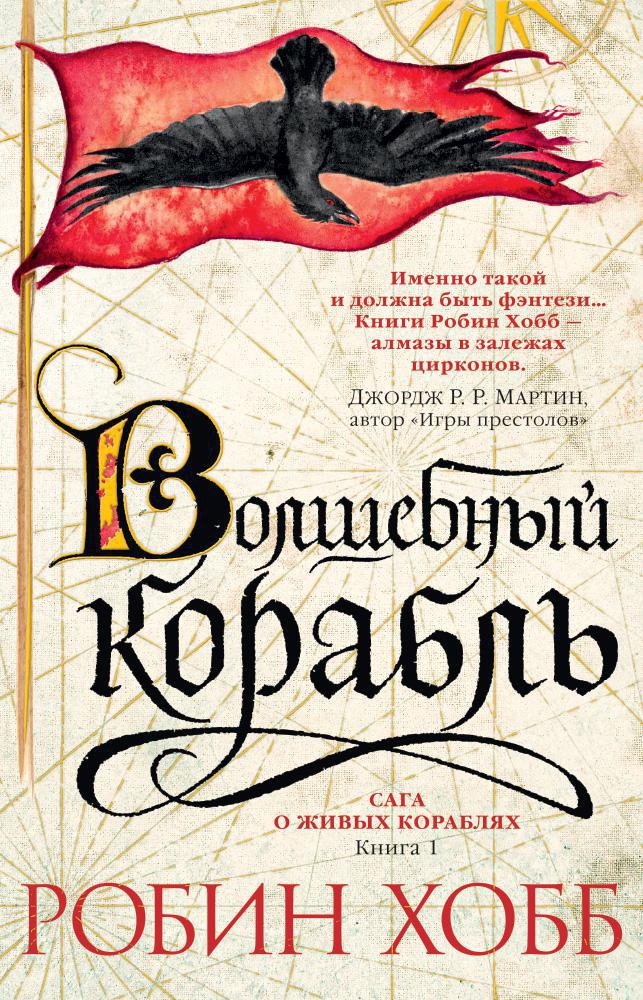 Именно такой
и должна быть фэнтези...
Книги Робин Хобб —
алмазы в залежах
цирконов.
Джордж Р. Р. Мартин,
автор «Игры престолов»
Волшебный
корабль
САГА
О ЖИВЫХ КОРАБЛЯХ
Книга 1
РОБИН ХОББ